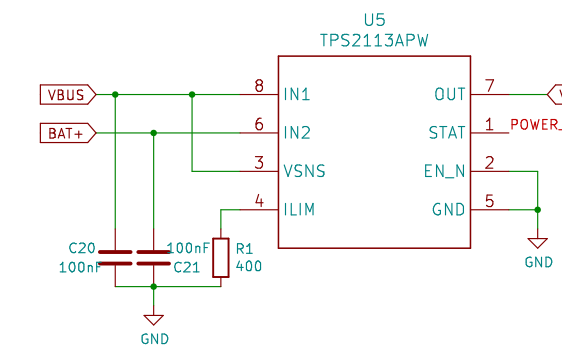 U5
TPS2113APW
VBUS
8
IN1
OUT
7
V
BAT+
6
IN2
STAT
1
POWER_
3
VSNS
EN_N
2
4
ILIM
GND
5
C20
100nF
100nF
C21
R1
400
GND
GND